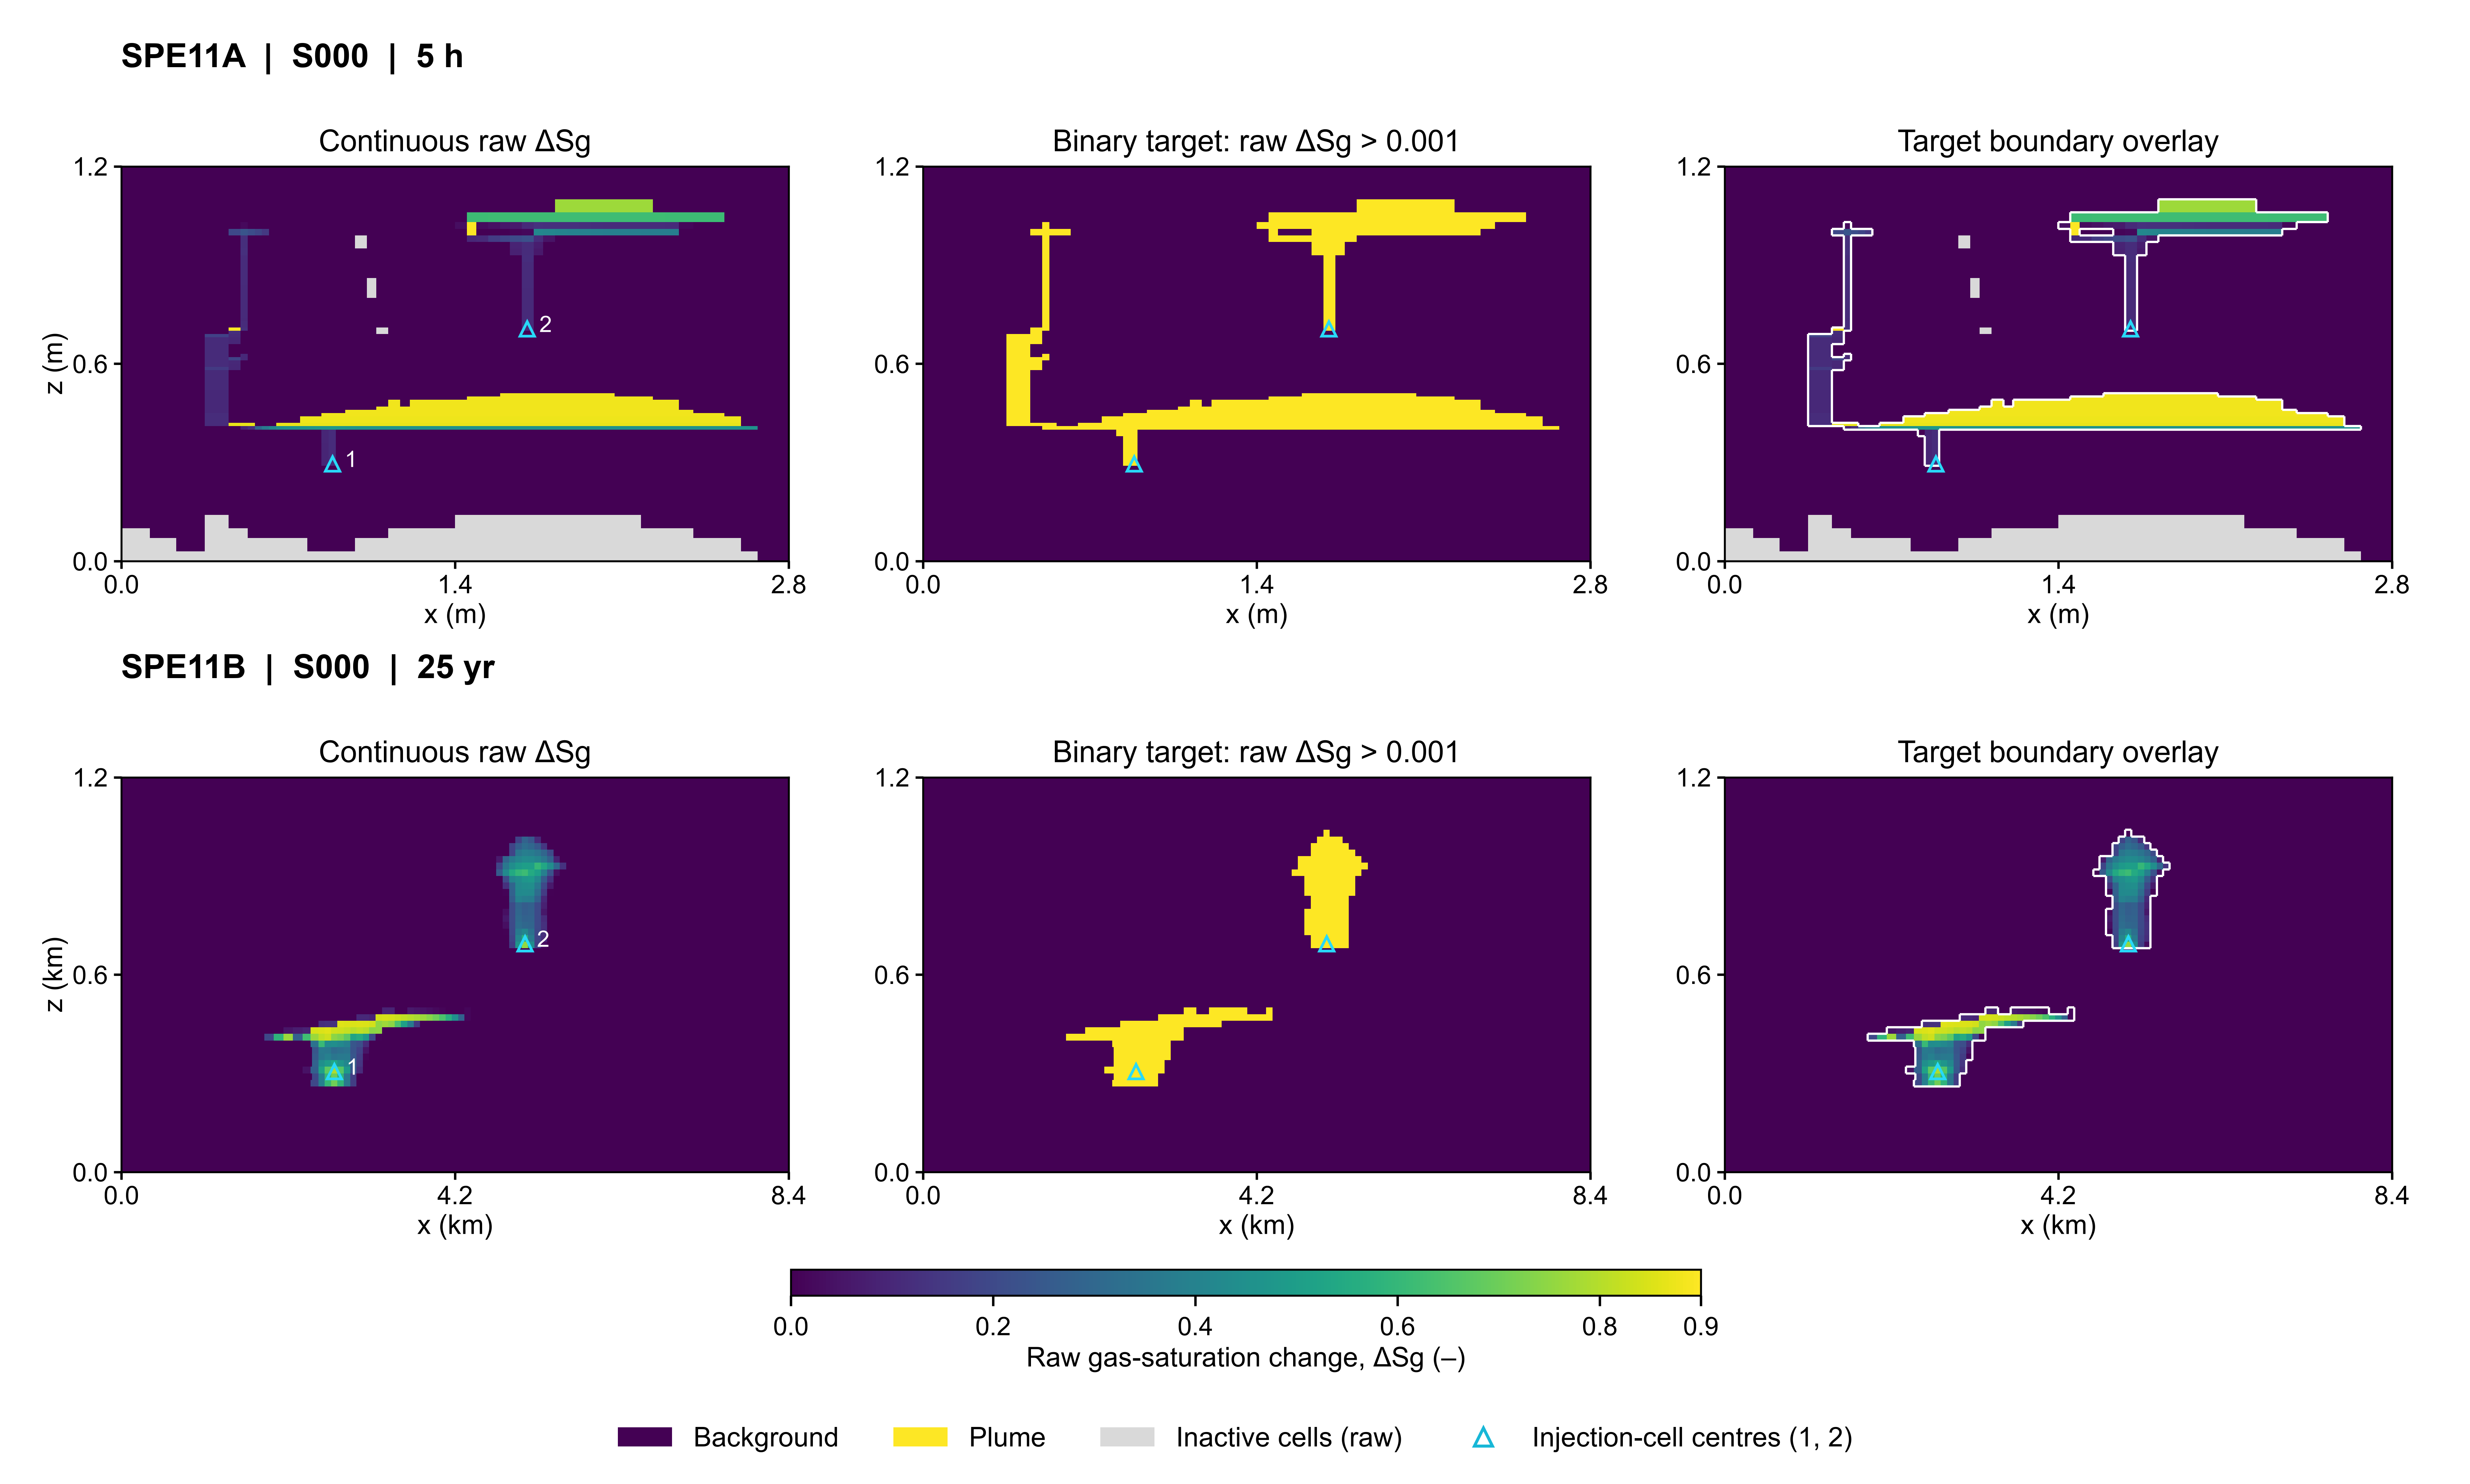 SPE11A | S000 | 5 h
Continuous raw ΔSg
Binary target: raw ΔSg > 0.001
Target boundary overlay
1.2
0.6
0.0
z (m)
2
1
0.0 1.4 2.8
x (m)
1.2
0.6
0.0
0.0 1.4 2.8
x (m)
1.2
0.6
0.0
0.0 1.4 2.8
x (m)
SPE11B | S000 | 25 yr
Continuous raw ΔSg
Binary target: raw ΔSg > 0.001
Target boundary overlay
1.2
0.6
0.0
z (km)
2
1
0.0 4.2 8.4
x (km)
1.2
0.6
0.0
0.0 4.2 8.4
x (km)
1.2
0.6
0.0
0.0 4.2 8.4
x (km)
0.0 0.2 0.4 0.6 0.8 0.9
Raw gas-saturation change, ΔSg (–)
Background Plume Inactive cells (raw) Injection-cell centres (1, 2)